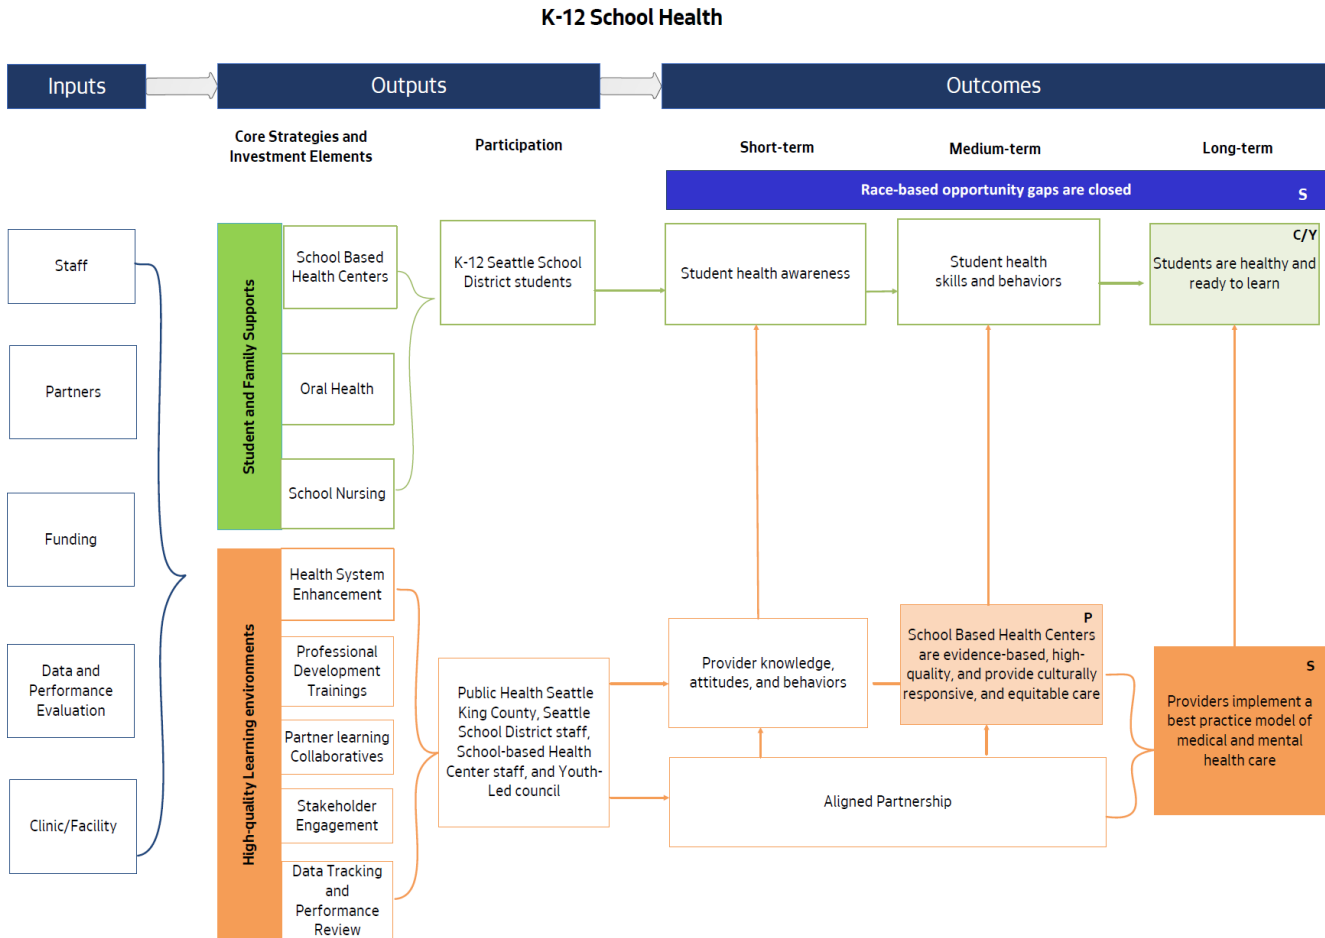 K-12 School Health
Inputs
Outputs
Outcomes
Core Strategies and
Investment Elements
Participation
Short-term
Medium-term
Long-term
Race-based opportunity gaps are closed
S
Staff
Partners
Funding
Data and
Performance
Evaluation
Clinic/Facility
Student and Family Supports
School Based
Health Centers
Oral Health
School Nursing
K-12 Seattle School
District students
Student health awareness
Student health
skills and behaviors
C/Y
Students are healthy and
ready to learn
High-quality Learning environments
Health System
Enhancement
Professional
Development
Trainings
Partner learning
Collaboratives
Stakeholder
Engagement
Data Tracking
and
Performance
Review
Public Health Seattle
King County, Seattle
School District staff,
School-based Health
Center staff, and Youth-
Led council
Provider knowledge,
attitudes, and behaviors
P
School Based Health Centers
are evidence-based, high-
quality, and provide culturally
responsive, and equitable care
Aligned Partnership
S
Providers implement a
best practice model of
medical and mental
health care